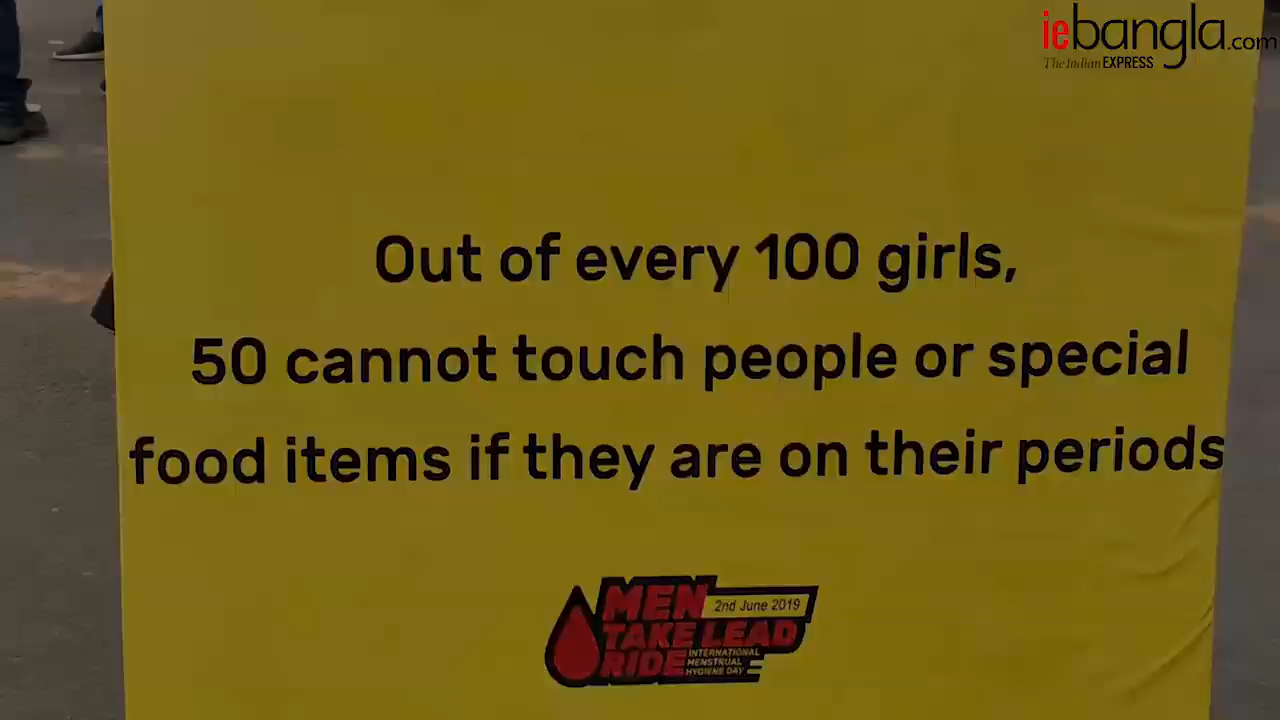 iebangla.com
The Indian EXPRESS
Out of every 100 girls,
50 cannot touch people or special
food items if they are on their periods
MEN
2nd June 2019
TAKE LEAD
RIDE
INTERNATIONAL
MENSTRUAL
HYGIENE DAY